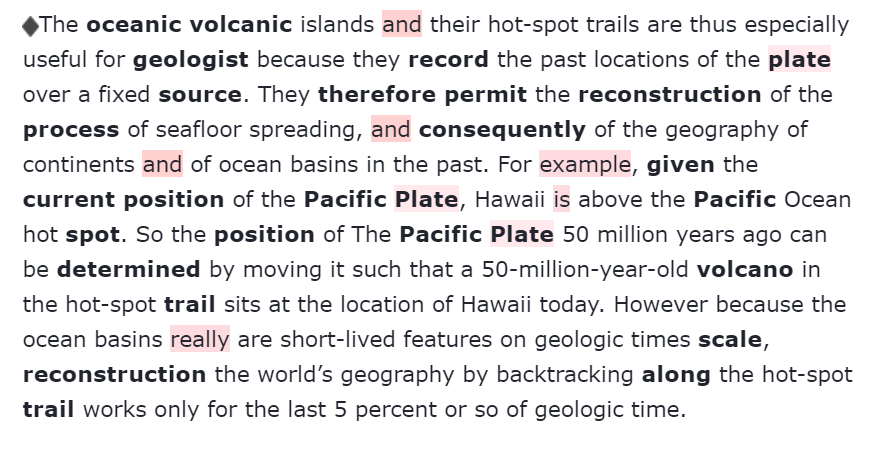 ◆The oceanic volcanic islands and their hot-spot trails are thus especially
useful for geologist because they record the past locations of the plate
over a fixed source. They therefore permit the reconstruction of the
process of seafloor spreading, and consequently of the geography of
continents and of ocean basins in the past. For example, given the
current position of the Pacific Plate, Hawaii is above the Pacific Ocean
hot spot. So the position of The Pacific Plate 50 million years ago can
be determined by moving it such that a 50-million-year-old volcano in
the hot-spot trail sits at the location of Hawaii today. However because the
ocean basins really are short-lived features on geologic times scale,
reconstruction the world’s geography by backtracking along the hot-spot
trail works only for the last 5 percent or so of geologic time.